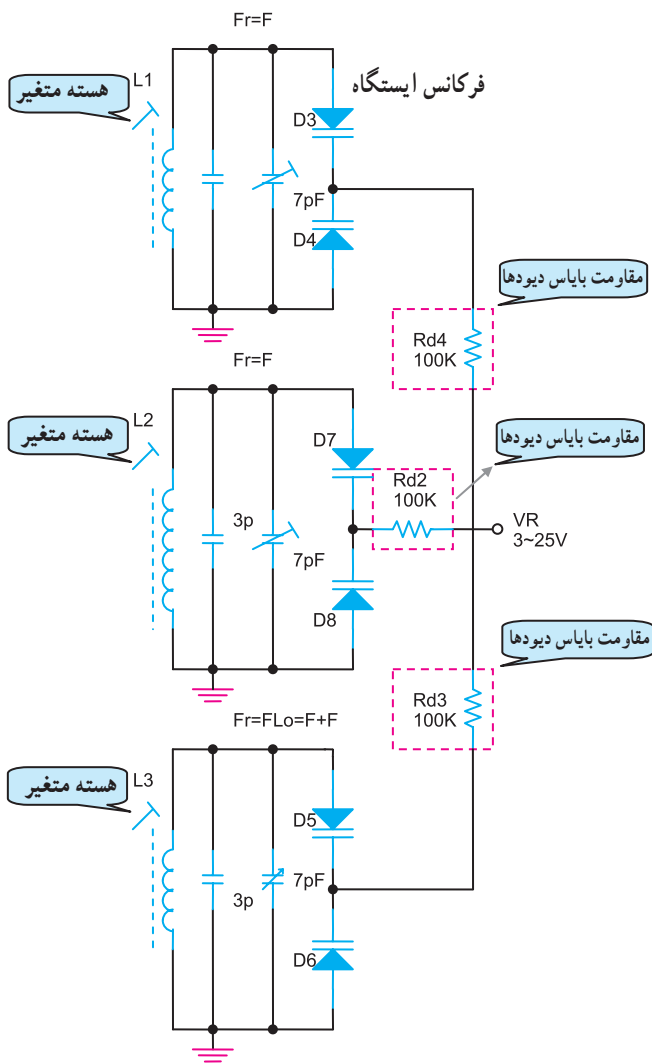 Fr=F
هسته متغیر
L1
فرکانس ایستگاه
D3
7pF
D4
مقاومت بایاس دیودها
Rd4
100K
Fr=F
هسته متغیر
L2
D7
مقاومت بایاس دیودها
Rd2
100K
3p
VR
3~25V
7pF
D8
مقاومت بایاس دیودها
Rd3
100K
Fr=FLo=F+F
هسته متغیر
L3
D5
7pF
3p
D6